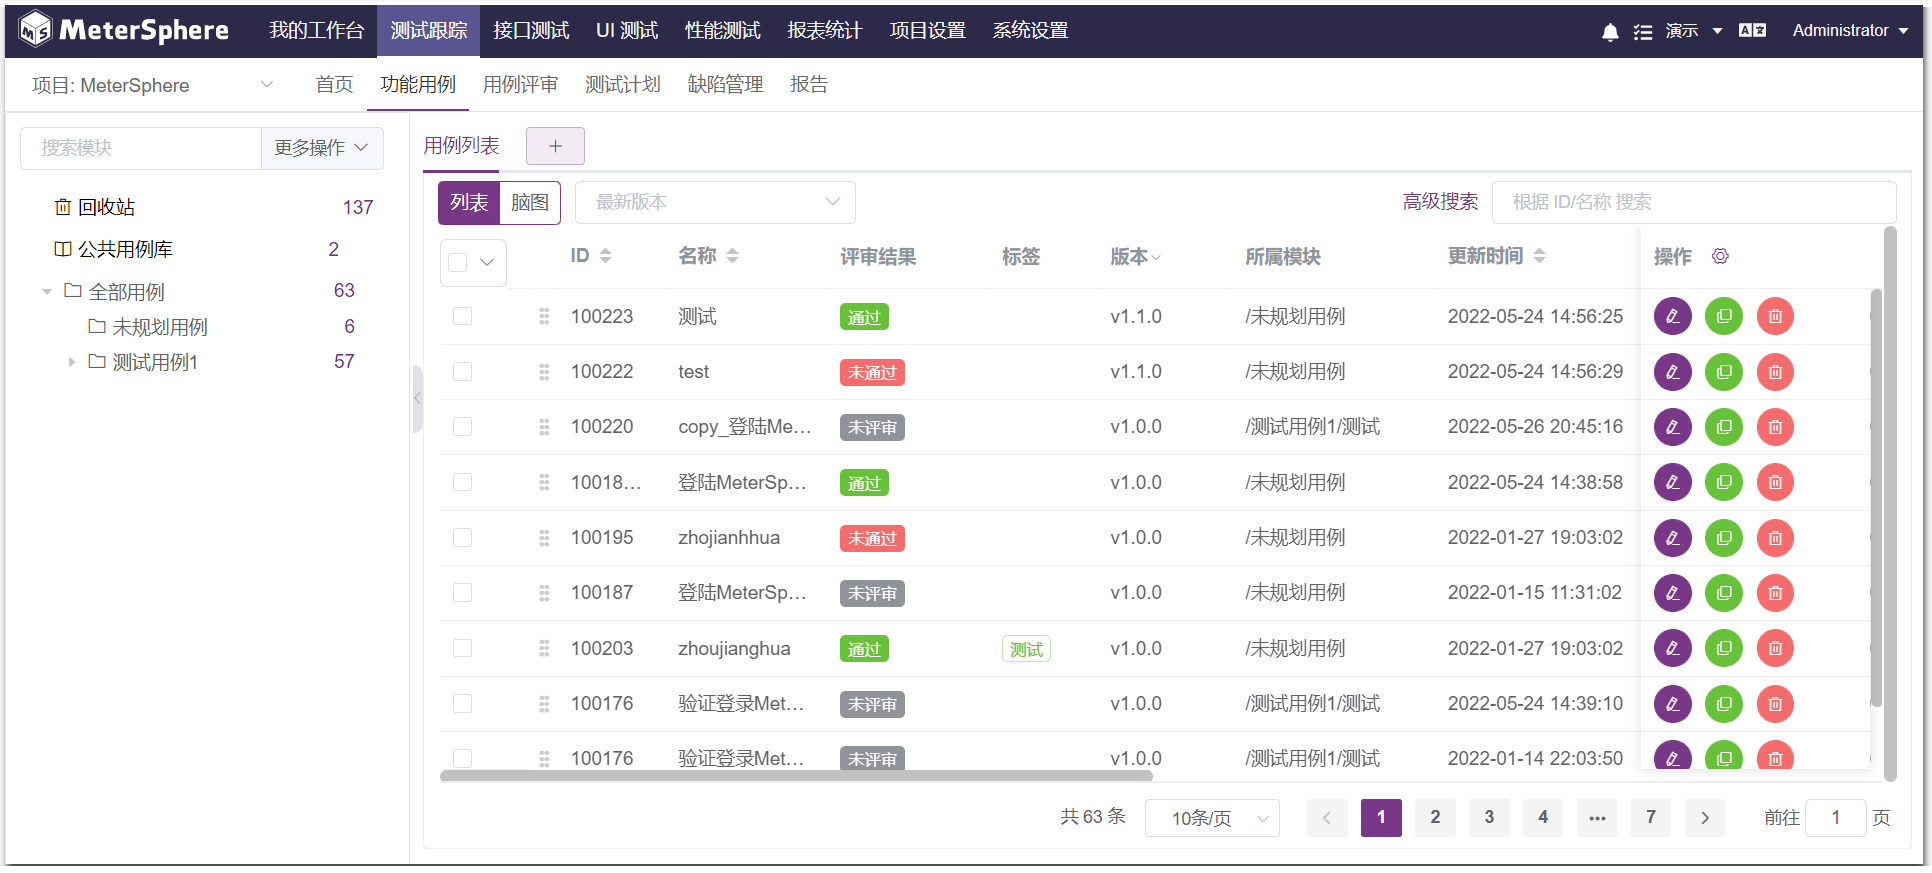 MeterSphere 我的工作台 测试跟踪 接口测试 UI 测试 性能测试 报表统计 项目设置 系统设置 演示 Administrator
项目: MeterSphere 首页 功能用例 用例评审 测试计划 缺陷管理 报告
搜索模块 更多操作
回收站 137
公共用例库 2
全部用例 63
未规划用例 6
测试用例1 57
用例列表 +
列表 脑图 最新版本 高级搜索 根据 ID/名称 搜索
ID 名称 评审结果 标签 版本 所属模块 更新时间 操作
100223 测试 通过 v1.1.0 /未规划用例 2022-05-24 14:56:25
100222 test 未通过 v1.1.0 /未规划用例 2022-05-24 14:56:29
100220 copy_登陆Me... 未评审 v1.0.0 /测试用例1/测试 2022-05-26 20:45:16
10018... 登陆MeterSp... 通过 v1.0.0 /未规划用例 2022-05-24 14:38:58
100195 zhojianhhua 未通过 v1.0.0 /未规划用例 2022-01-27 19:03:02
100187 登陆MeterSp... 未评审 v1.0.0 /未规划用例 2022-01-15 11:31:02
100203 zhoujianghua 通过 测试 v1.0.0 /未规划用例 2022-01-27 19:03:02
100176 验证登录Met... 未评审 v1.0.0 /测试用例1/测试 2022-05-24 14:39:10
100176 验证登录Met... 未评审 v1.0.0 /测试用例1/测试 2022-01-14 22:03:50
共 63 条 10条/页 1 2 3 4 ... 7 前往 1 页